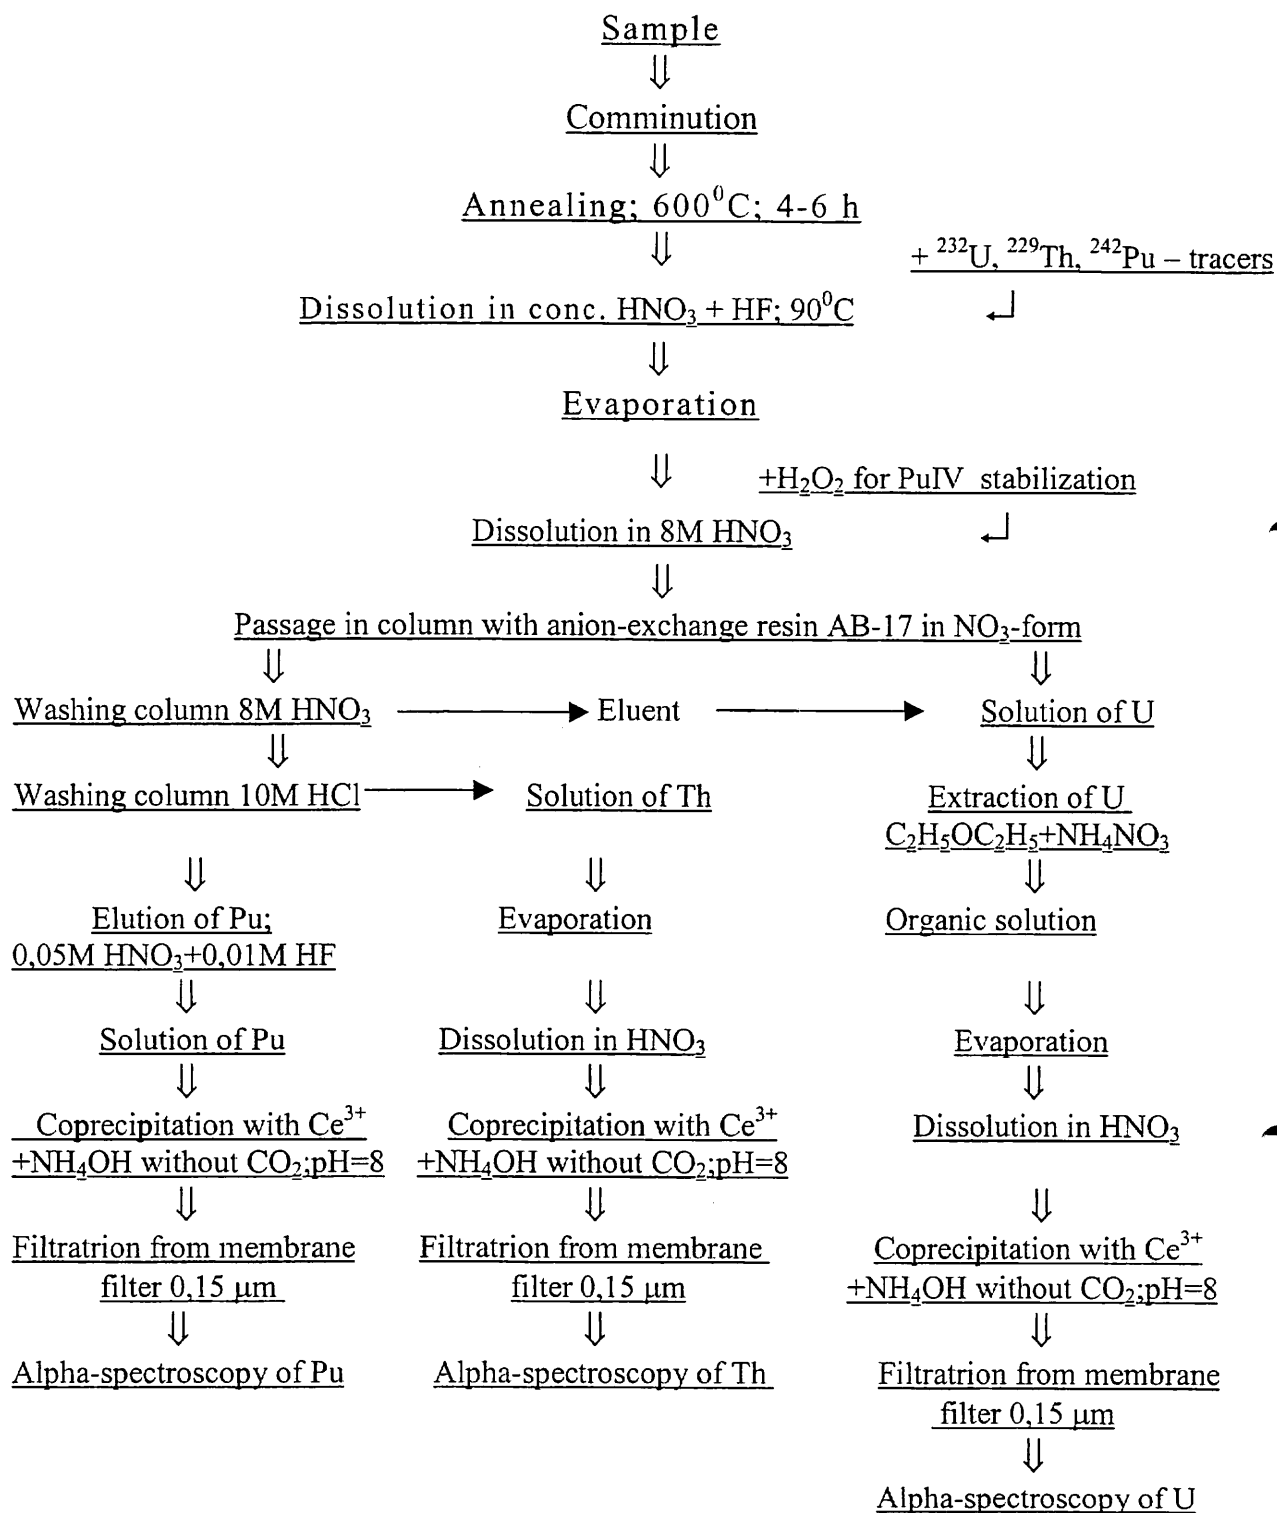 Sample
Comminution
Annealing; 600⁰C; 4-6 h
+ ²³²U, ²²⁹Th, ²⁴²Pu – tracers
Dissolution in conc. HNO₃ + HF; 90⁰C
Evaporation
+H₂O₂ for PuIV stabilization
Dissolution in 8M HNO₃
Passage in column with anion-exchange resin AB-17 in NO₃-form
Washing column 8M HNO₃ Eluent Solution of U
Washing column 10M HCl Solution of Th Extraction of U
C₂H₅OC₂H₅+NH₄NO₃
Elution of Pu; Evaporation Organic solution
0,05M HNO₃+0,01M HF
Solution of Pu Dissolution in HNO₃ Evaporation
Coprecipitation with Ce³⁺ Coprecipitation with Ce³⁺ Dissolution in HNO₃
+NH₄OH without CO₂;pH=8 +NH₄OH without CO₂;pH=8
Filtratrion from membrane Filtratrion from membrane Coprecipitation with Ce³⁺
filter 0,15 µm filter 0,15 µm +NH₄OH without CO₂;pH=8
Alpha-spectroscopy of Pu Alpha-spectroscopy of Th Filtratrion from membrane
filter 0,15 µm
Alpha-spectroscopy of U